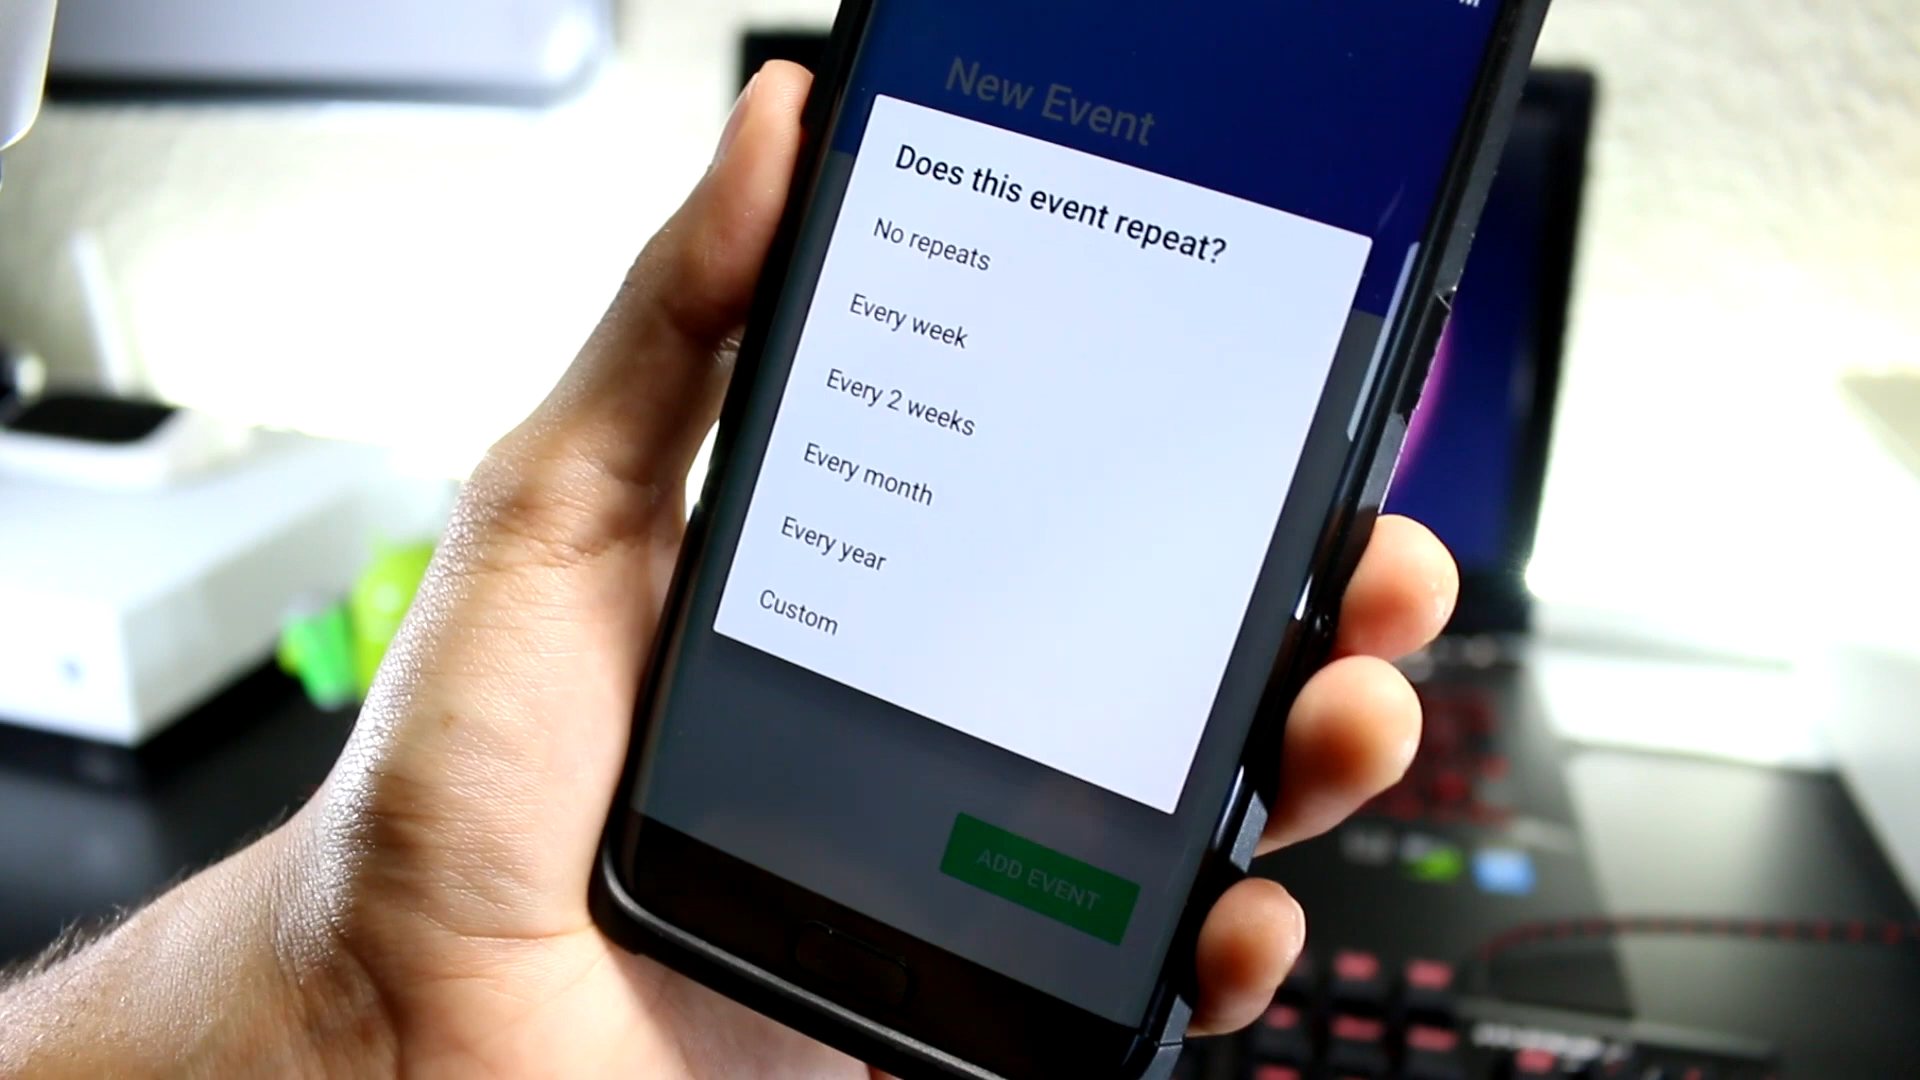 New Event
Does this event repeat?
No repeats
Every week
Every 2 weeks
Every month
Every year
Custom
ADD EVENT